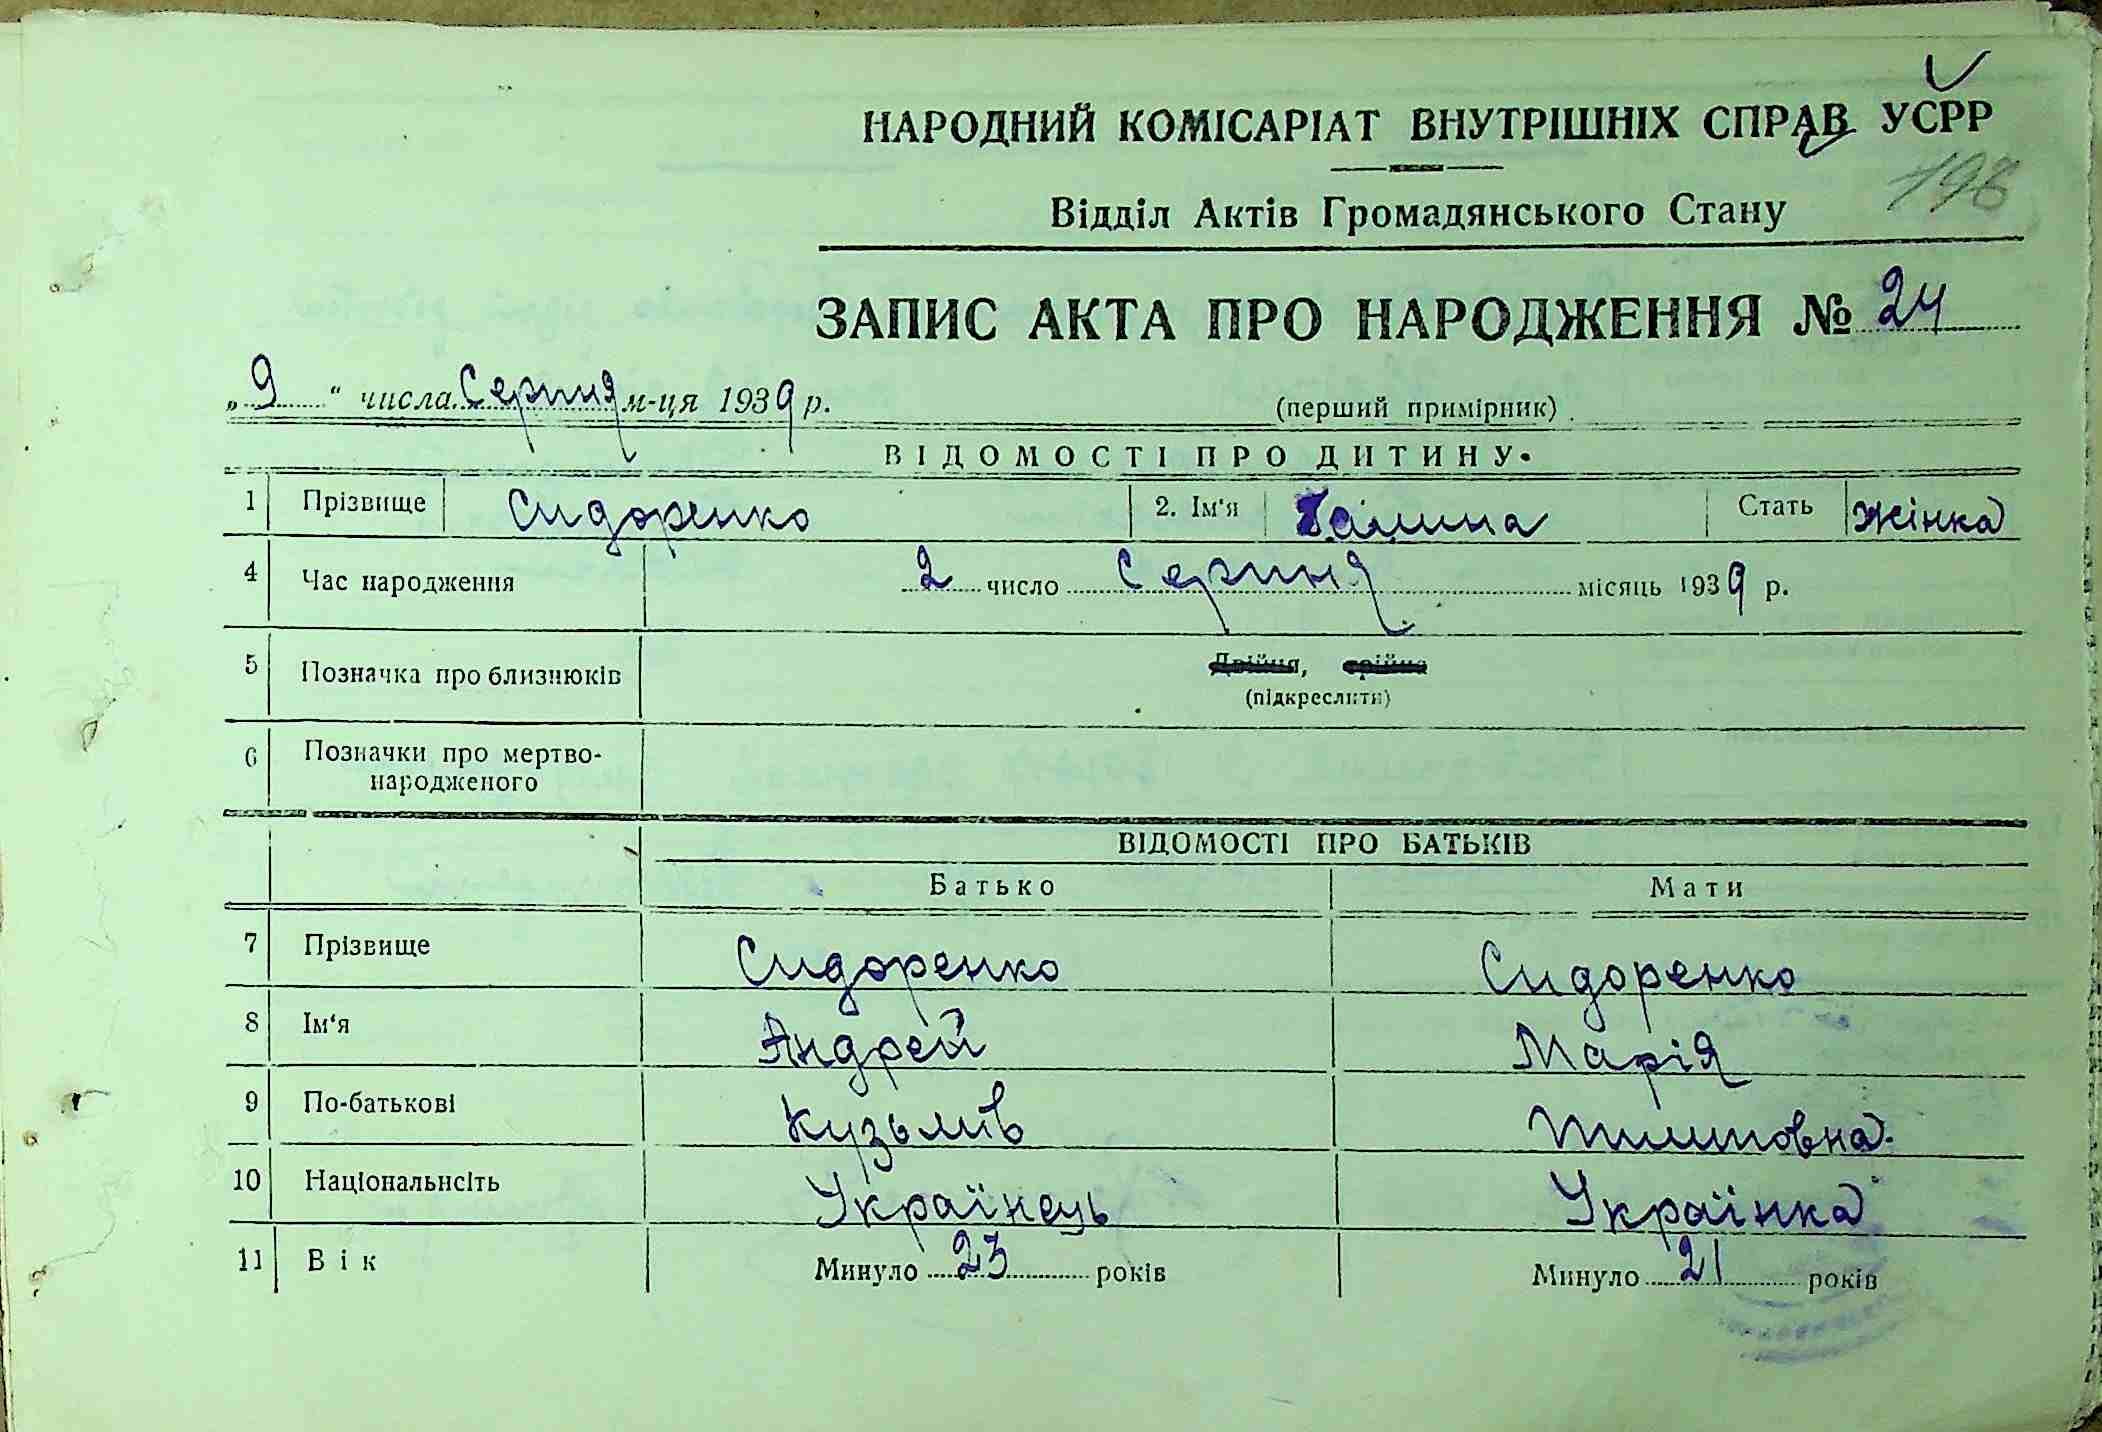 НАРОДНИЙ КОМІСАРІАТ ВНУТРІШНІХ СПРАВ УСРР
198
Відділ Актів Громадянського Стану
ЗАПИС АКТА ПРО НАРОДЖЕННЯ № 24
„9“ числа Серпня м-ця 1939 р. (перший примірник)
ВІДОМОСТІ ПРО ДИТИНУ
1 Прізвище Сидоренко 2. Ім'я Галина Стать Жінка
4 Час народження 2 число Серпня місяць 1939 р.
5 Позначка про близнюків Двійня, трійня
(підкреслити)
6 Позначки про мертво-
народженого
ВІДОМОСТІ ПРО БАТЬКІВ
Батько Мати
7 Прізвище Сидоренко Сидоренко
8 Ім‘я Андрей Марія
9 По-батькові Кузьмив
10 Національнсіть Українець Українка
11 Вік Минуло 23 років Минуло 21 років